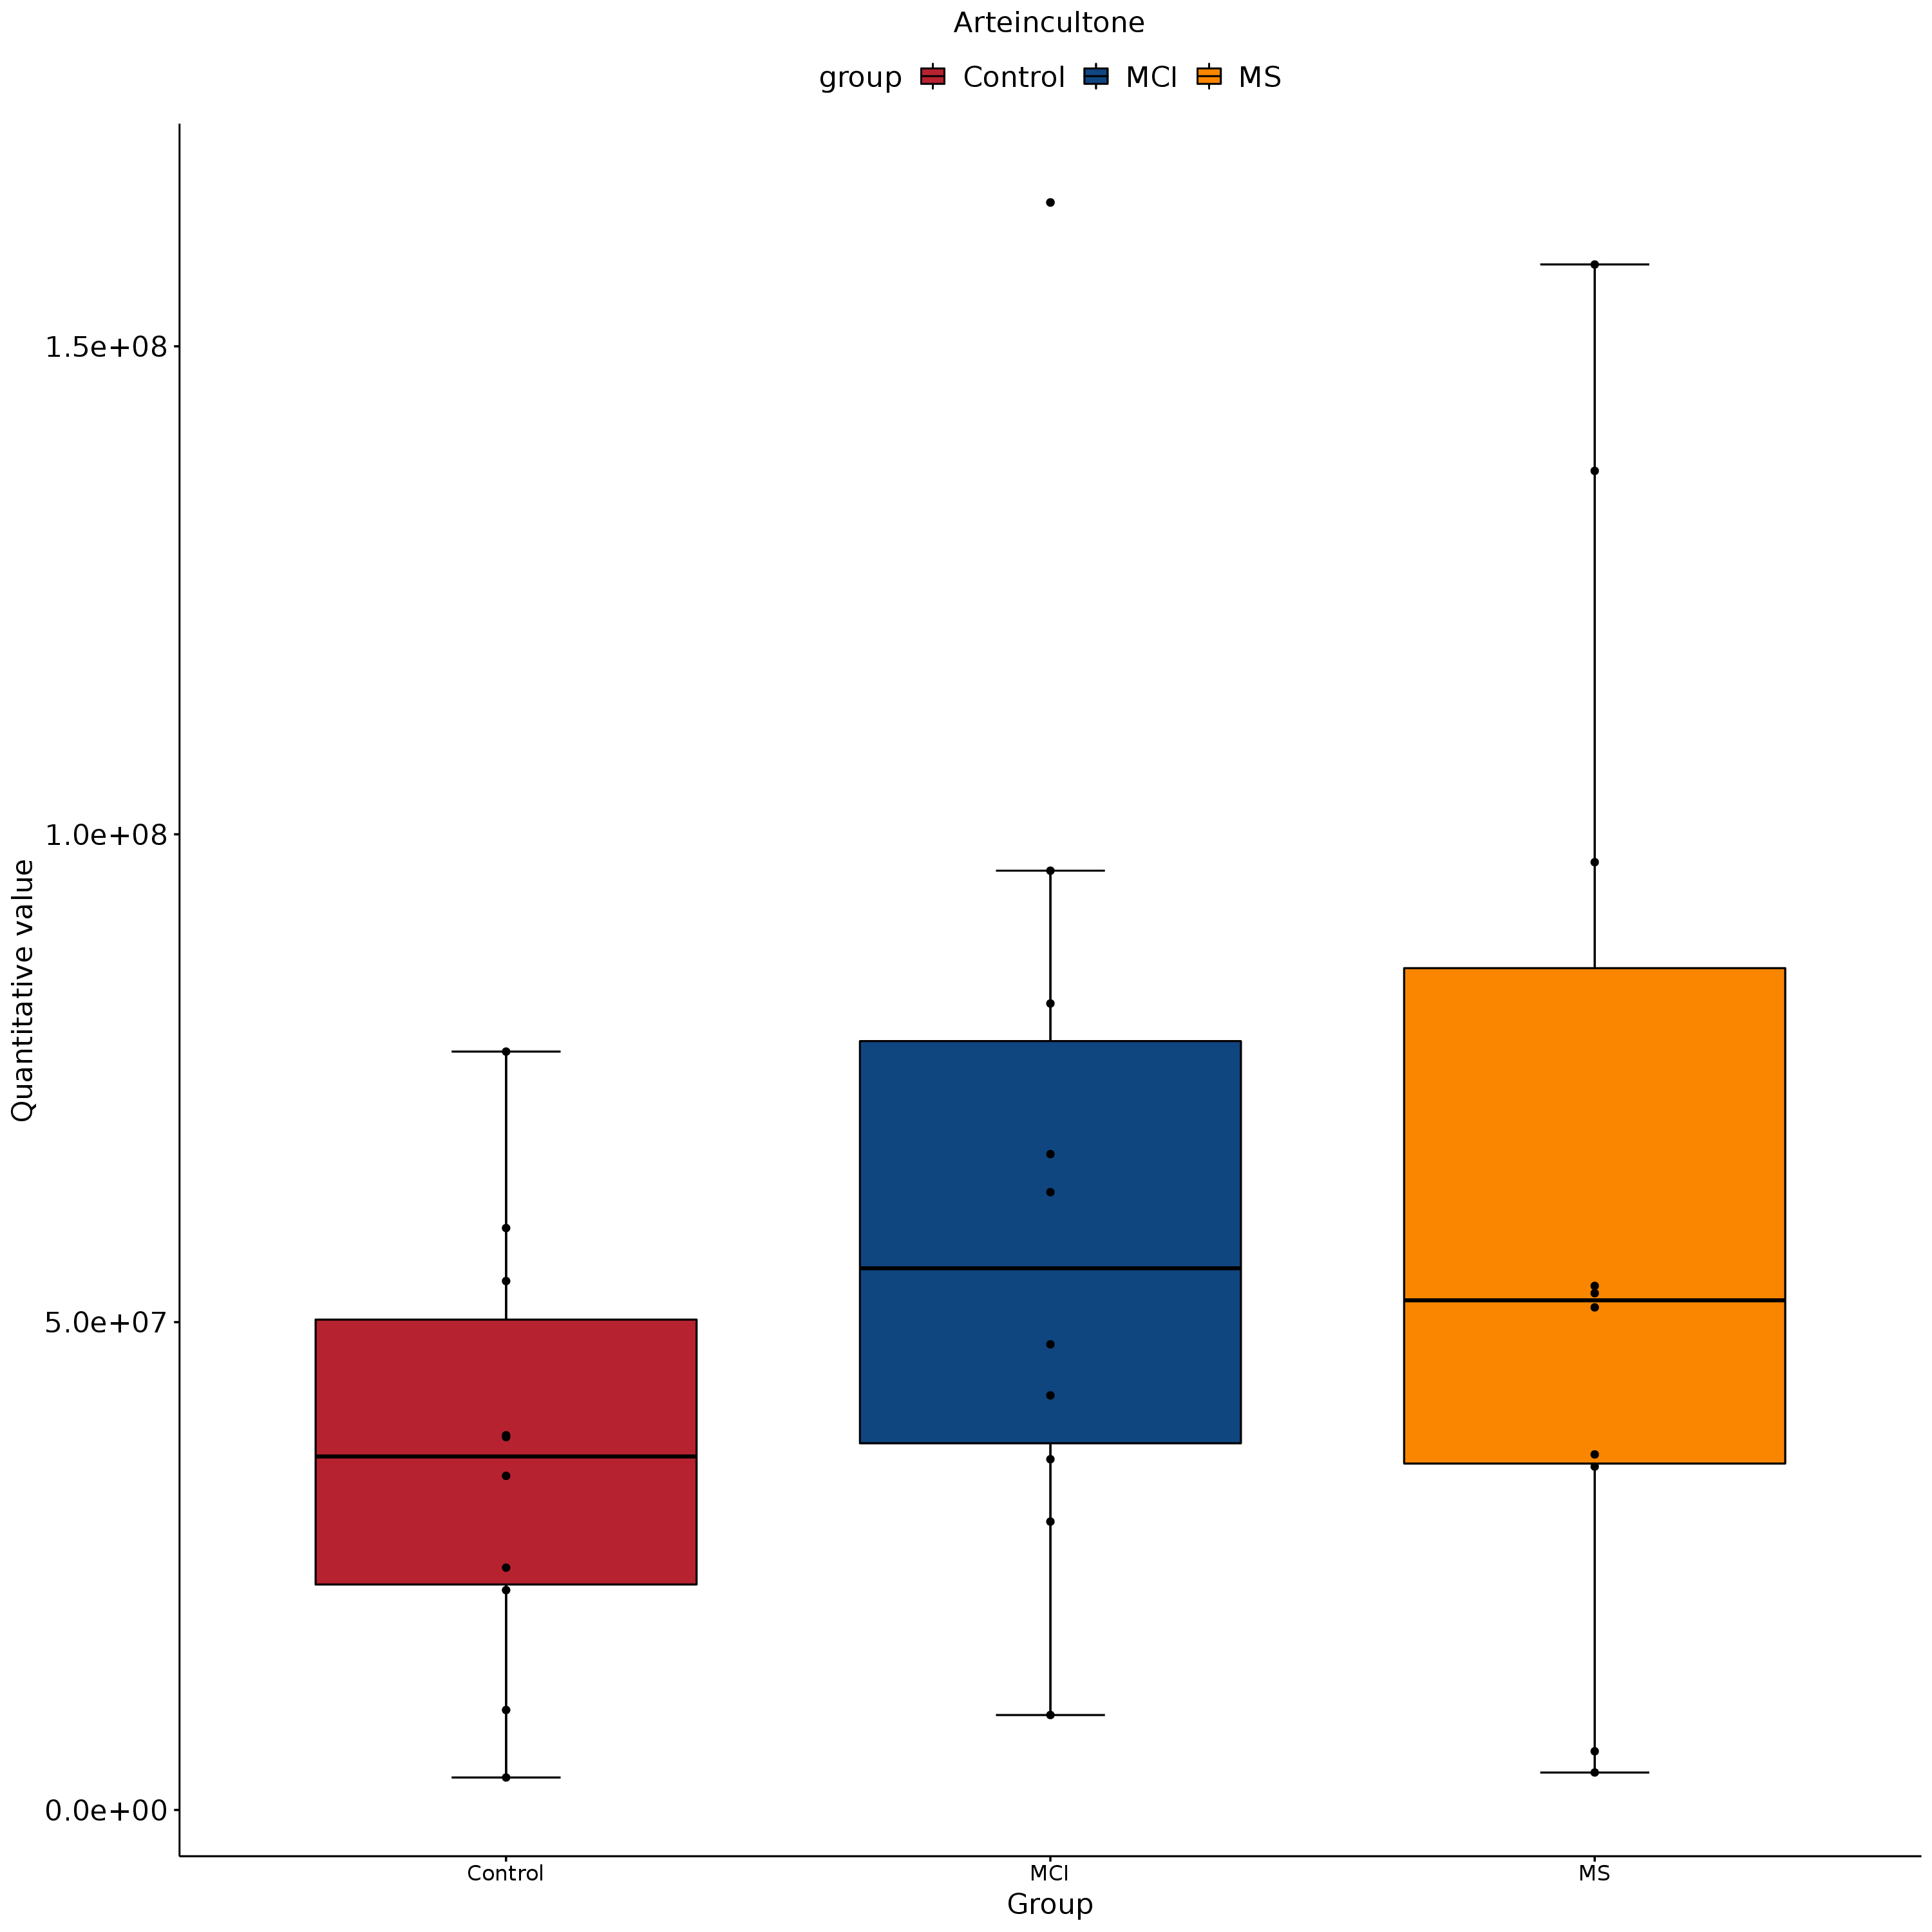 Arteincultone
group Control MCI MS
Quantitative value
1.5e+08
1.0e+08
5.0e+07
0.0e+00
Control MCI MS
Group